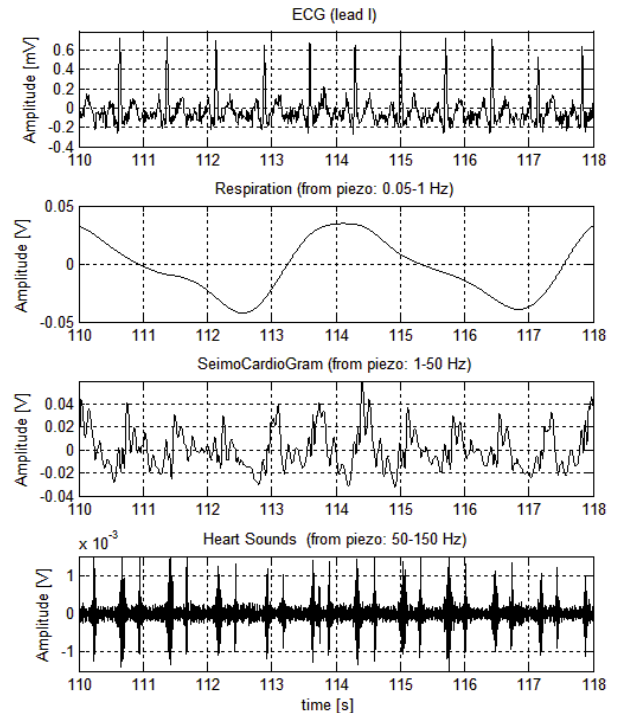 ECG (lead I)
Amplitude [mV]
0.6
0.4
0.2
0
-0.2
-0.4
110 111 112 113 114 115 116 117 118
Respiration (from piezo: 0.05-1 Hz)
Amplitude [V]
0.05
0
-0.05
110 111 112 113 114 115 116 117 118
SeimoCardioGram (from piezo: 1-50 Hz)
Amplitude [V]
0.04
0.02
0
-0.02
-0.04
110 111 112 113 114 115 116 117 118
x 10⁻³
Heart Sounds (from piezo: 50-150 Hz)
Amplitude [V]
1
0
-1
110 111 112 113 114 115 116 117 118
time [s]